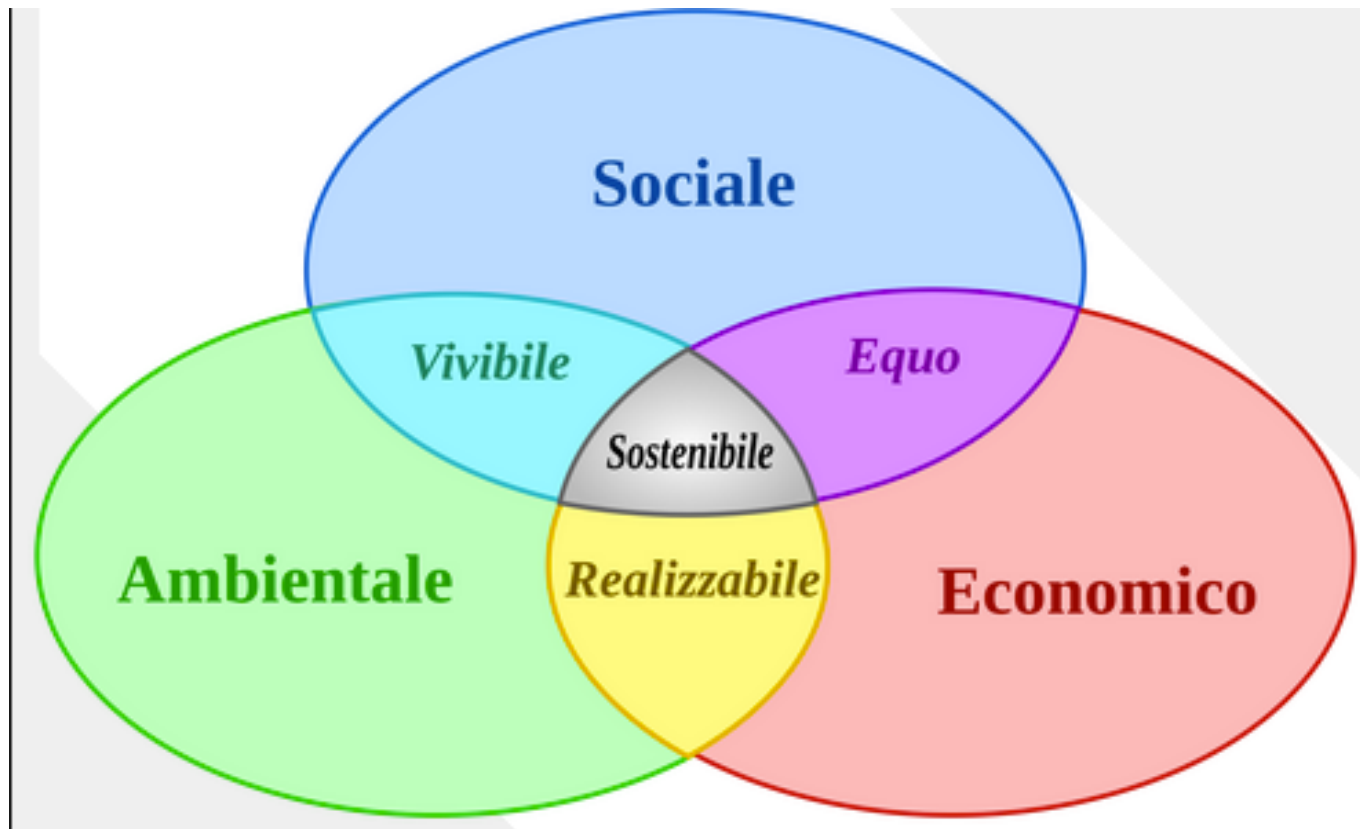 Sociale
Vivibile
Equo
Sostenibile
Ambientale
Realizzabile
Economico